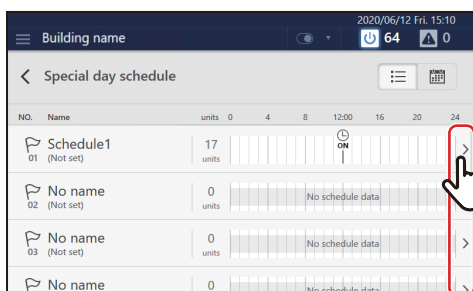 2020/06/12 Fri. 15:10
Building name 64 0
Special day schedule
NO. Name units 0 4 8 12:00 16 20 24
Schedule1 17 ON
01 (Not set) units
No name 0 No schedule data
02 (Not set) units
No name 0 No schedule data
03 (Not set) units
No name 0 No schedule data